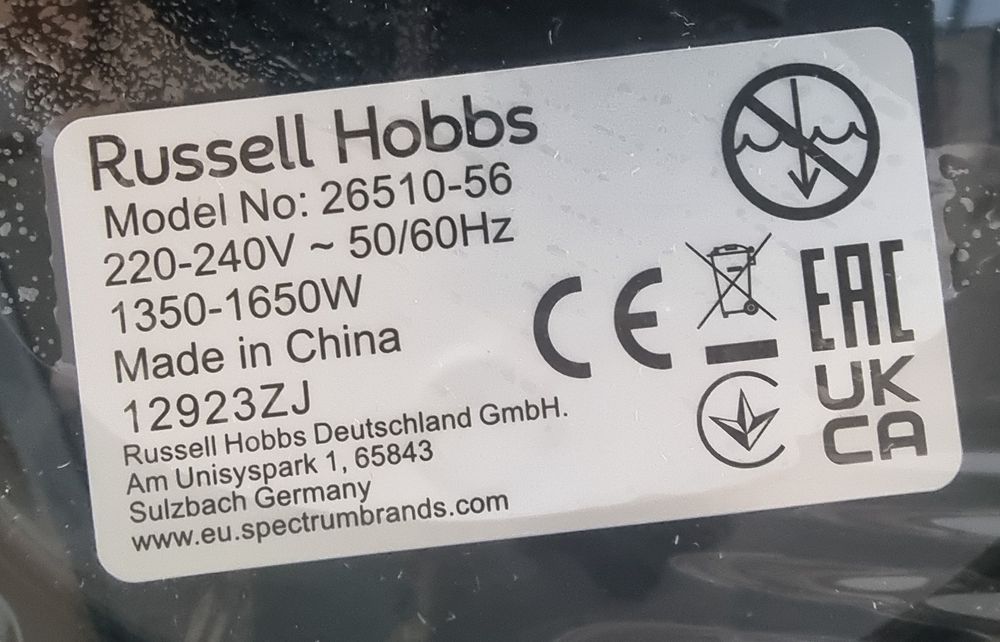 Russell Hobbs
Model No: 26510-56
220-240V ~ 50/60Hz
1350-1650W
Made in China
12923ZJ
Russell Hobbs Deutschland GmbH.
Am Unisyspark 1, 65843
Sulzbach Germany
www.eu.spectrumbrands.com
CE
EAC
UK
CA